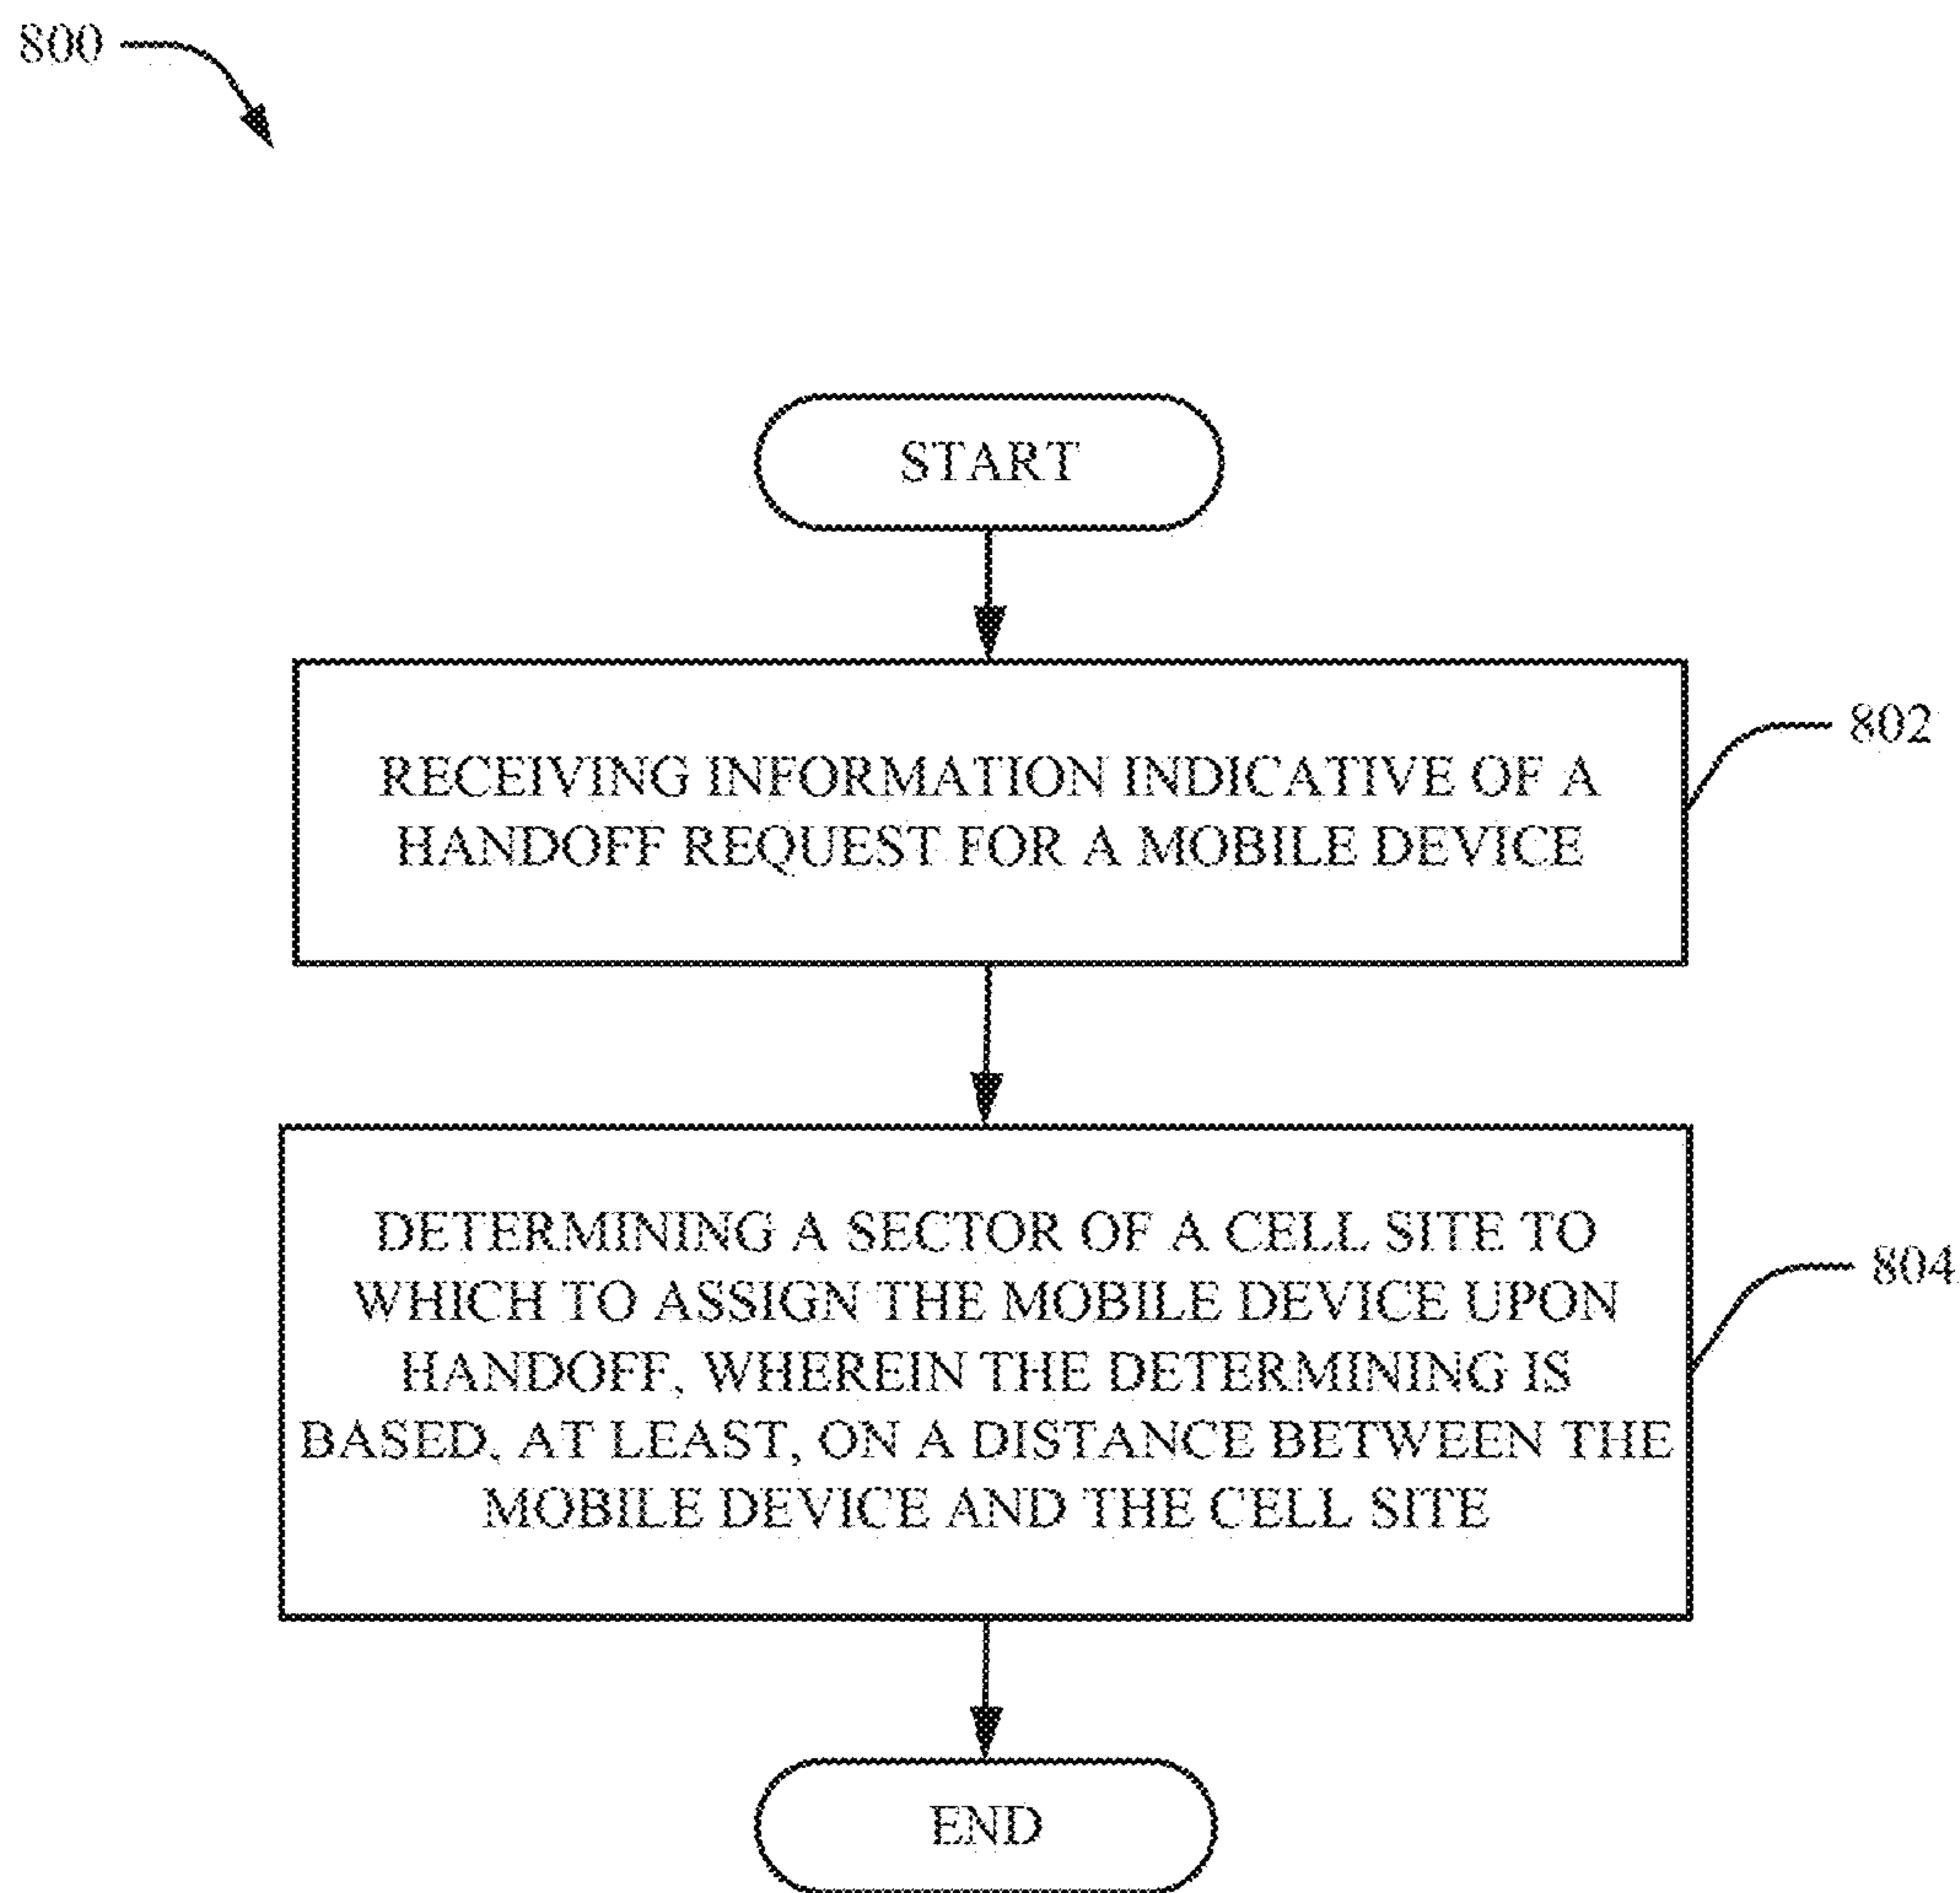 800
START
RECEIVING INFORMATION INDICATIVE OF A
HANDOFF REQUEST FOR A MOBILE DEVICE
802
DETERMINING A SECTOR OF A CELL SITE TO
WHICH TO ASSIGN THE MOBILE DEVICE UPON
HANDOFF, WHEREIN THE DETERMINING IS
BASED, AT LEAST, ON A DISTANCE BETWEEN THE
MOBILE DEVICE AND THE CELL SITE
804
END